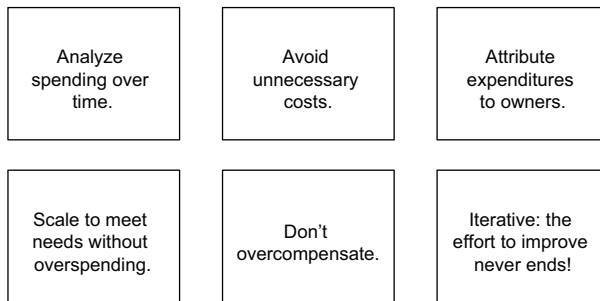 Analyze
spending over
time.
Avoid
unnecessary
costs.
Attribute
expenditures
to owners.
Scale to meet
needs without
overspending.
Don’t
overcompensate.
Iterative: the
effort to improve
never ends!